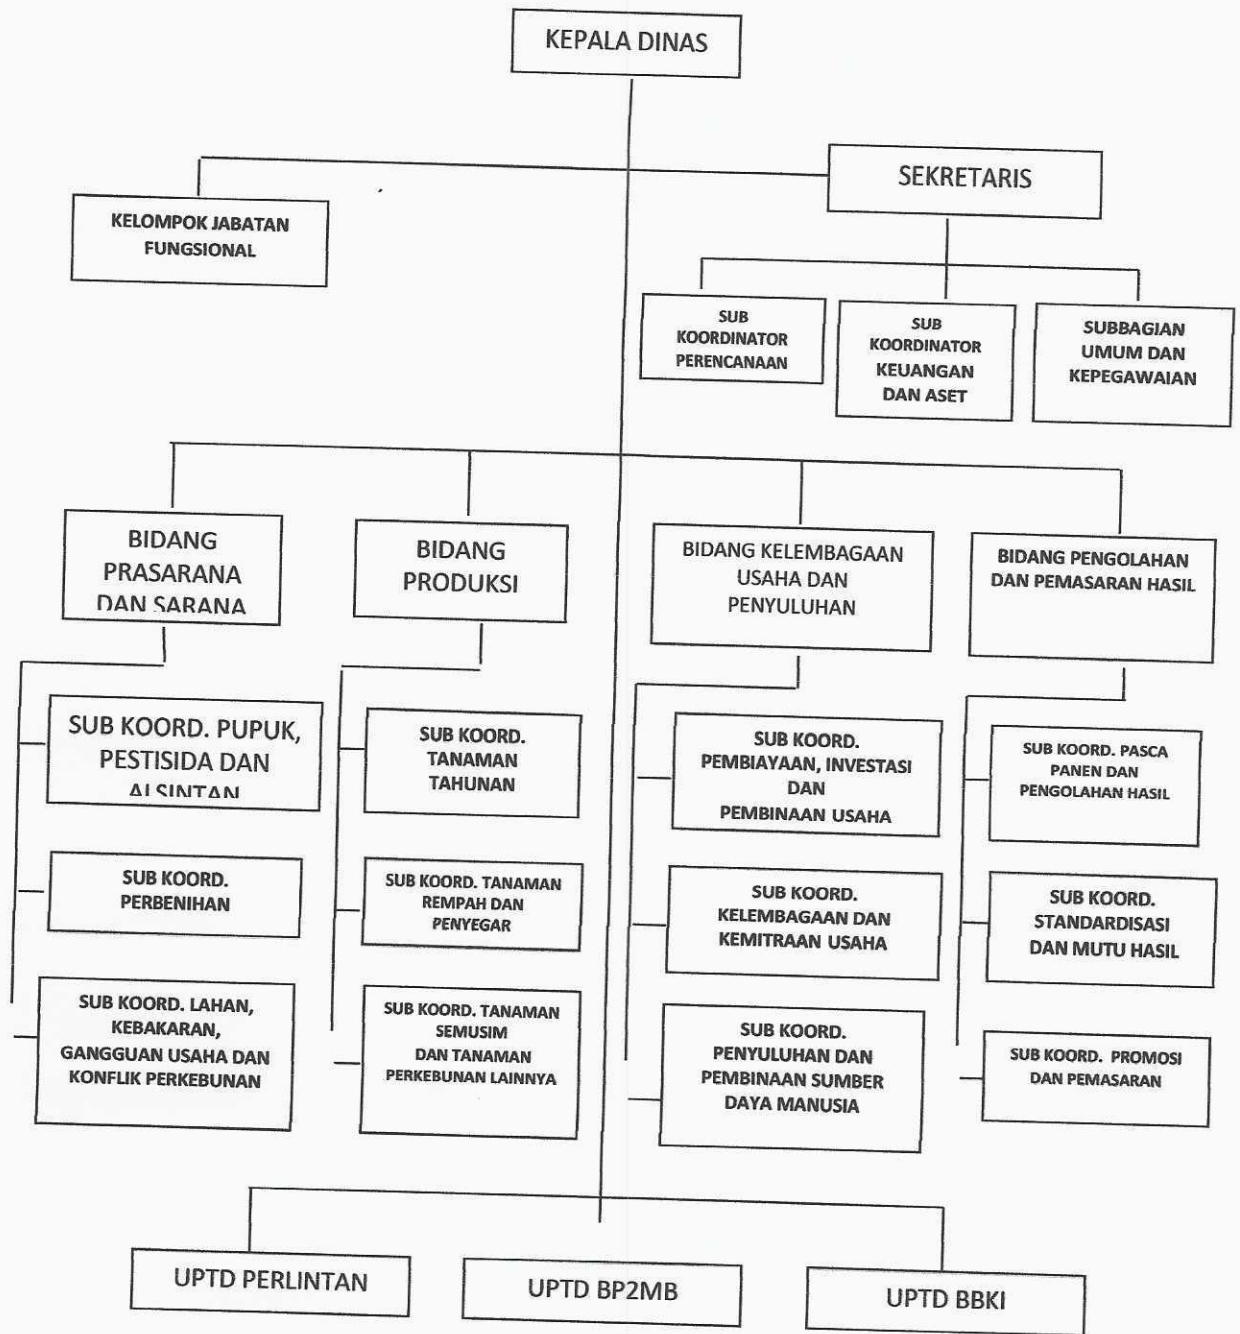 KEPALA DINAS
SEKRETARIS
KELOMPOK JABATAN
FUNGSIONAL
SUB
KOORDINATOR
PERENCANAAN
SUB
KOORDINATOR
KEUANGAN
DAN ASET
SUBBAGIAN
UMUM DAN
KEPEGAWAIAN
BIDANG
PRASARANA
DAN SARANA
BIDANG
PRODUKSI
BIDANG KELEMBAGAAN
USAHA DAN
PENYULUHAN
BIDANG PENGOLAHAN
DAN PEMASARAN HASIL
SUB KOORD. PUPUK,
PESTISIDA DAN
ALSINTAN
SUB KOORD.
PERBENIHAN
SUB KOORD. LAHAN,
KEBAKARAN,
GANGGUAN USAHA DAN
KONFLIK PERKEBUNAN
SUB KOORD.
TANAMAN
TAHUNAN
SUB KOORD. TANAMAN
REMPAH DAN
PENYEGAR
SUB KOORD. TANAMAN
SEMUSIM
DAN TANAMAN
PERKEBUNAN LAINNYA
SUB KOORD.
PEMBIAYAAN, INVESTASI
DAN
PEMBINAAN USAHA
SUB KOORD.
KELEMBAGAAN DAN
KEMITRAAN USAHA
SUB KOORD.
PENYULUHAN DAN
PEMBINAAN SUMBER
DAYA MANUSIA
SUB KOORD. PASCA
PANEN DAN
PENGOLAHAN HASIL
SUB KOORD.
STANDARDISASI
DAN MUTU HASIL
SUB KOORD. PROMOSI
DAN PEMASARAN
UPTD PERLINTAN
UPTD BP2MB
UPTD BBKI